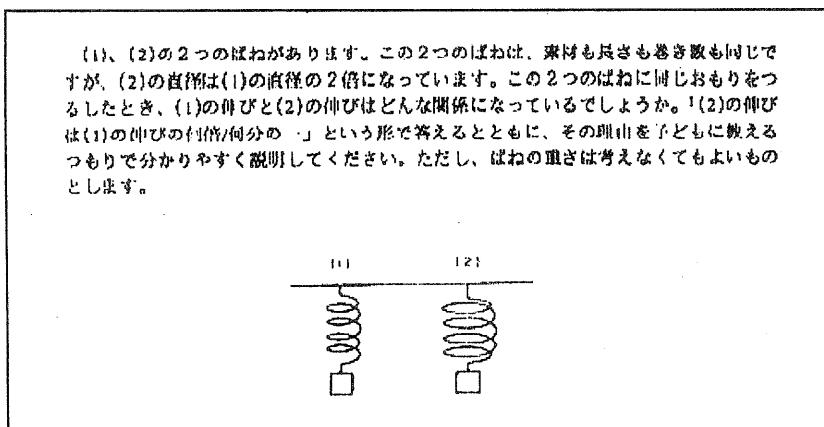 (1)、(2)の2つのばねがあります。この2つのばねは、素材も長さも巻き数も同じで
すが、(2)の直径は(1)の直径の2倍になっています。この2つのばねに同じおもりをつ
るしたとき、(1)の伸びと(2)の伸びはどんな関係になっているでしょうか。「(2)の伸び
は(1)の伸びの何倍/何分の一」という形で答えるとともに、その理由を子どもに教える
つもりで分かりやすく説明してください。ただし、ばねの重さは考えなくてもよいもの
とします。
(1) (2)